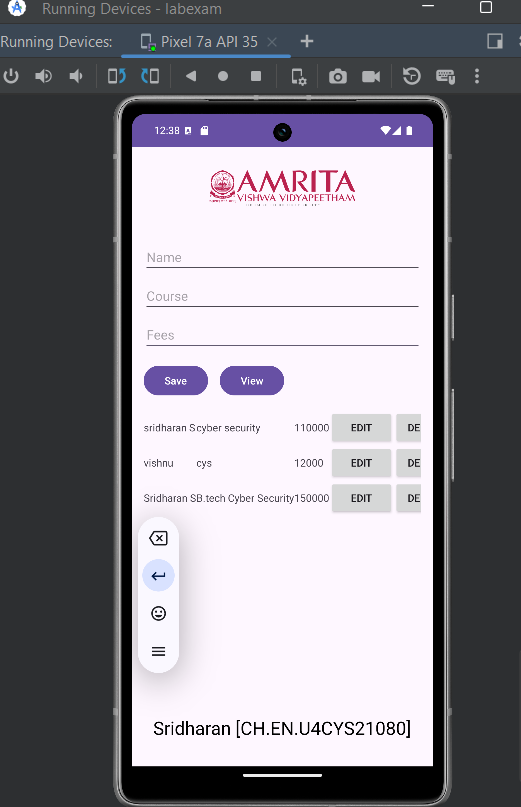 Running Devices - labexam
Running Devices: Pixel 7a API 35
12:38
AMRITA
VISHWA VIDYAPEETHAM
Name
Course
Fees
Save View
sridharan S cyber security 110000 EDIT DE
vishnu cys 12000 EDIT DE
Sridharan S B.tech Cyber Security 150000 EDIT DE
Sridharan [CH.EN.U4CYS21080]